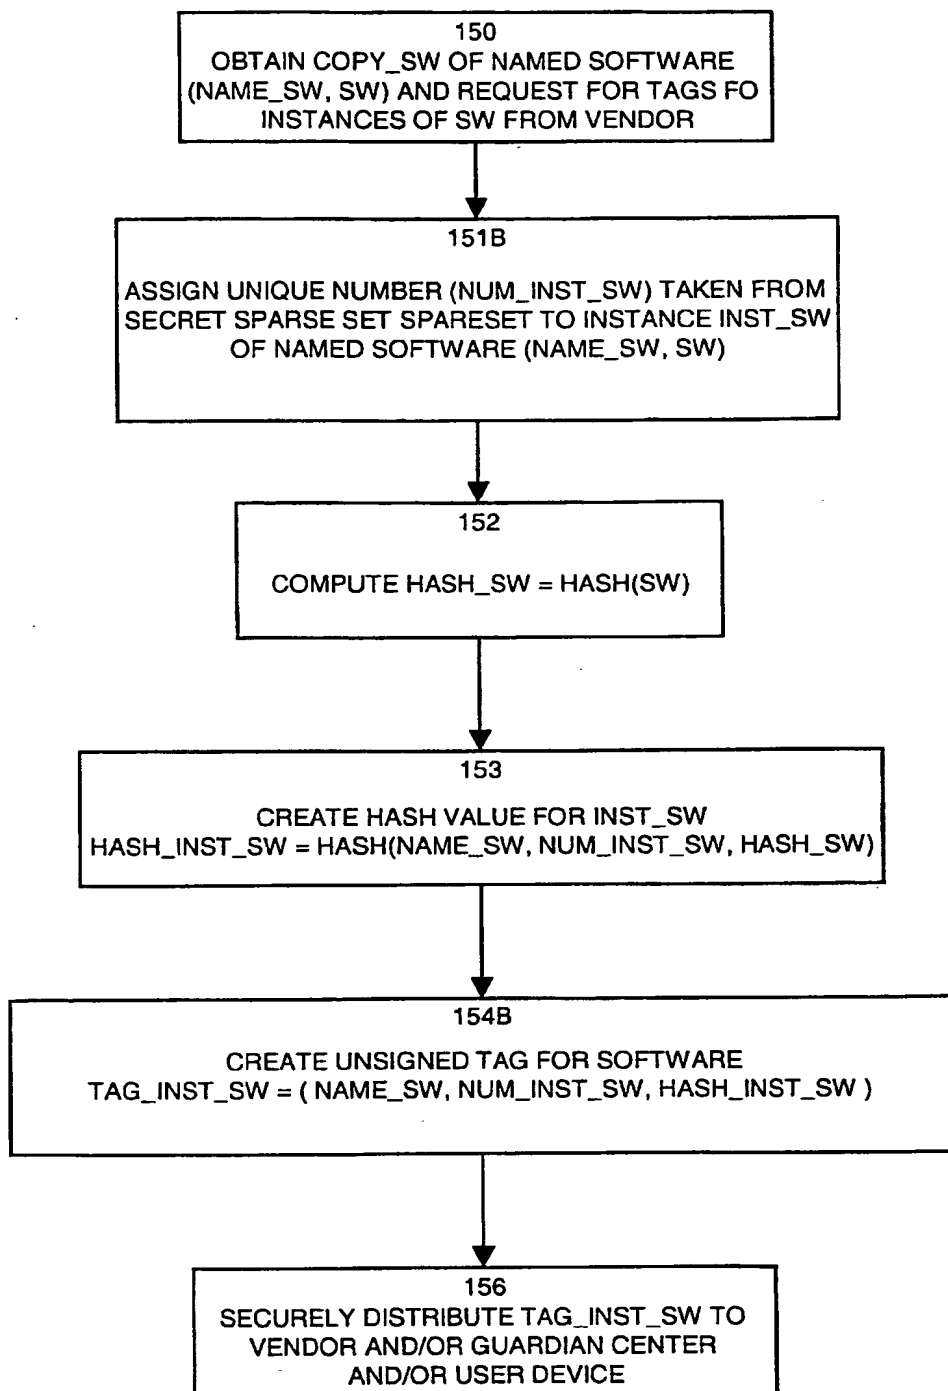 150
OBTAIN COPY_SW OF NAMED SOFTWARE
(NAME_SW, SW) AND REQUEST FOR TAGS FO
INSTANCES OF SW FROM VENDOR
151B
ASSIGN UNIQUE NUMBER (NUM_INST_SW) TAKEN FROM
SECRET SPARSE SET SPARESET TO INSTANCE INST_SW
OF NAMED SOFTWARE (NAME_SW, SW)
152
COMPUTE HASH_SW = HASH(SW)
153
CREATE HASH VALUE FOR INST_SW
HASH_INST_SW = HASH(NAME_SW, NUM_INST_SW, HASH_SW)
154B
CREATE UNSIGNED TAG FOR SOFTWARE
TAG_INST_SW = ( NAME_SW, NUM_INST_SW, HASH_INST_SW )
156
SECURELY DISTRIBUTE TAG_INST_SW TO
VENDOR AND/OR GUARDIAN CENTER
AND/OR USER DEVICE